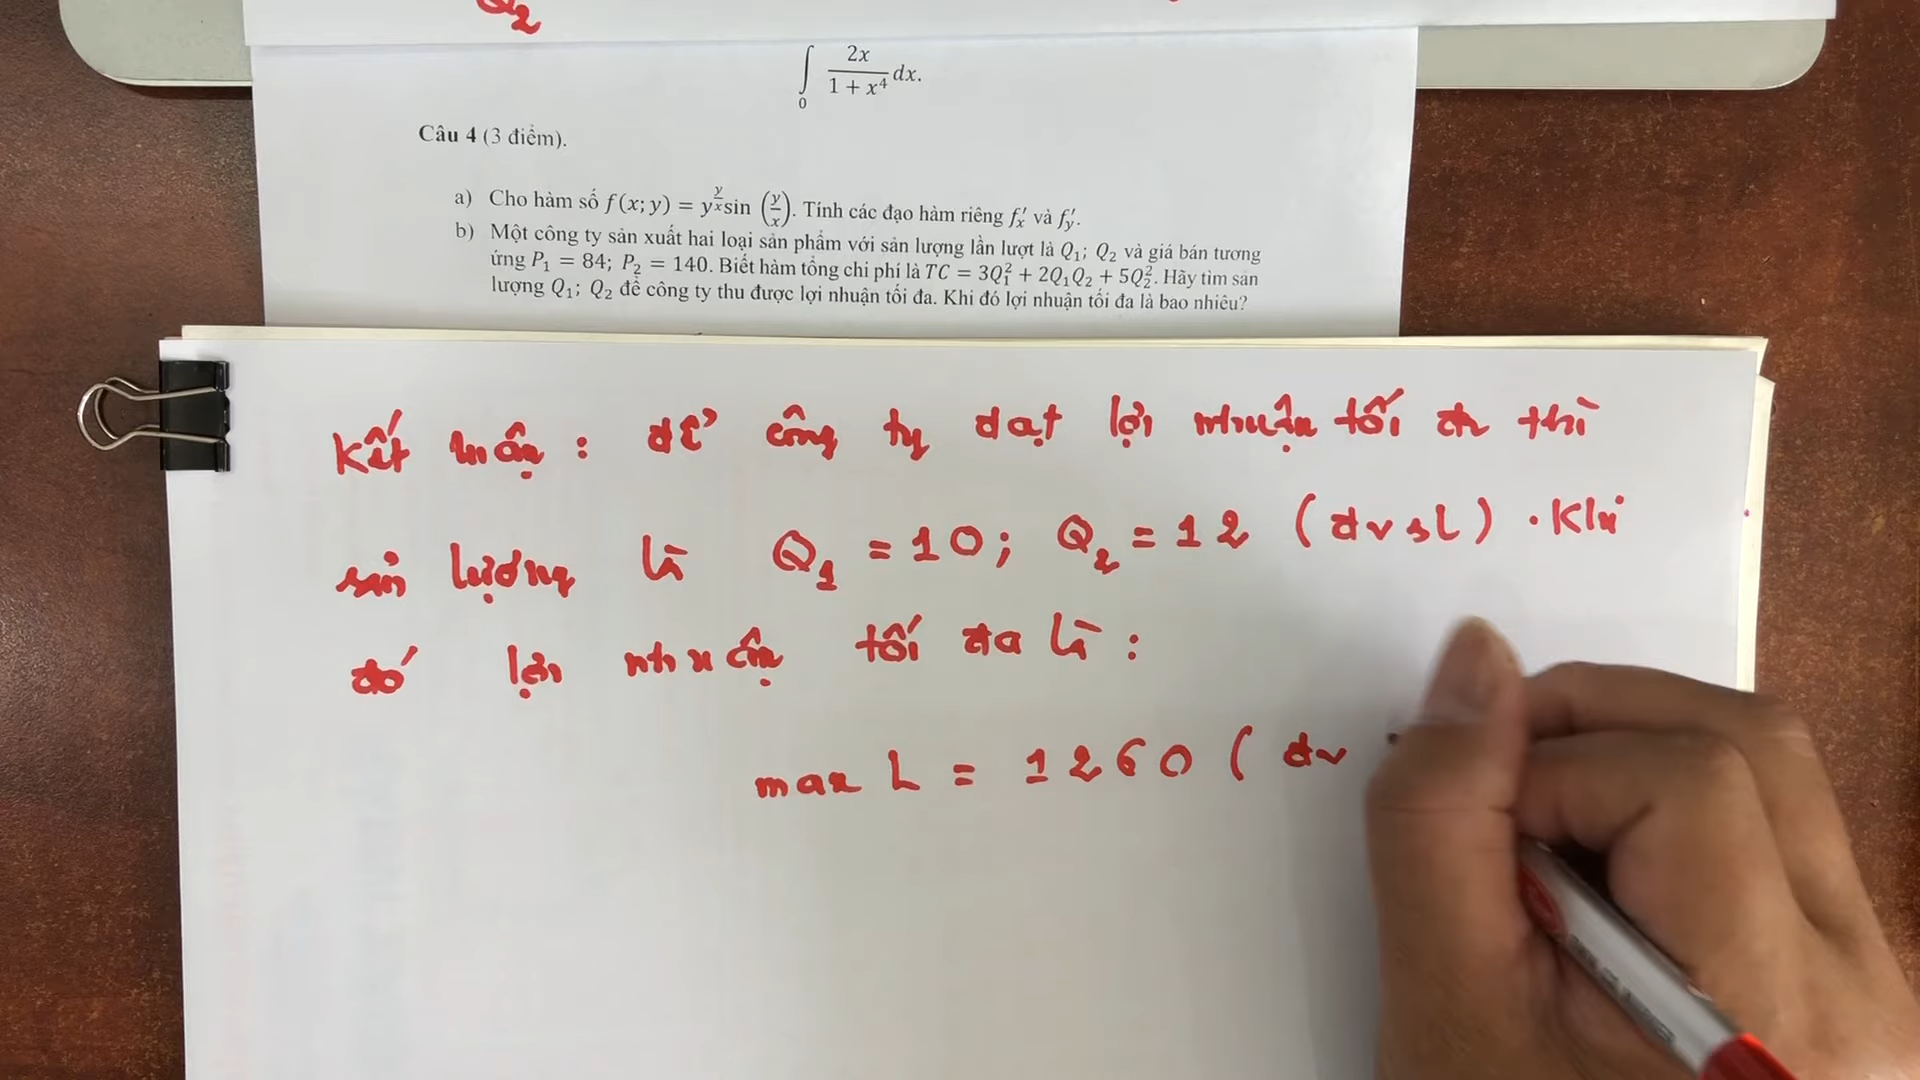 Q₂
∫₀ 2x / (1 + x⁴) dx.
Câu 4 (3 điểm).
a) Cho hàm số f(x; y) = y^(y/x) sin (y/x). Tính các đạo hàm riêng f'ₓ và f'ᵧ.
b) Một công ty sản xuất hai loại sản phẩm với sản lượng lần lượt là Q₁; Q₂ và giá bán tương
ứng P₁ = 84; P₂ = 140. Biết hàm tổng chi phí là TC = 3Q₁² + 2Q₁Q₂ + 5Q₂². Hãy tìm sản
lượng Q₁; Q₂ để công ty thu được lợi nhuận tối đa. Khi đó lợi nhuận tối đa là bao nhiêu?
Kết luận : để công ty đạt lợi nhuận tối đa thì
sản lượng là Q₁ = 10; Q₂ = 12 (đvsl). Khi
đó lợi nhuận tối đa là :
max L = 1260 ( đv